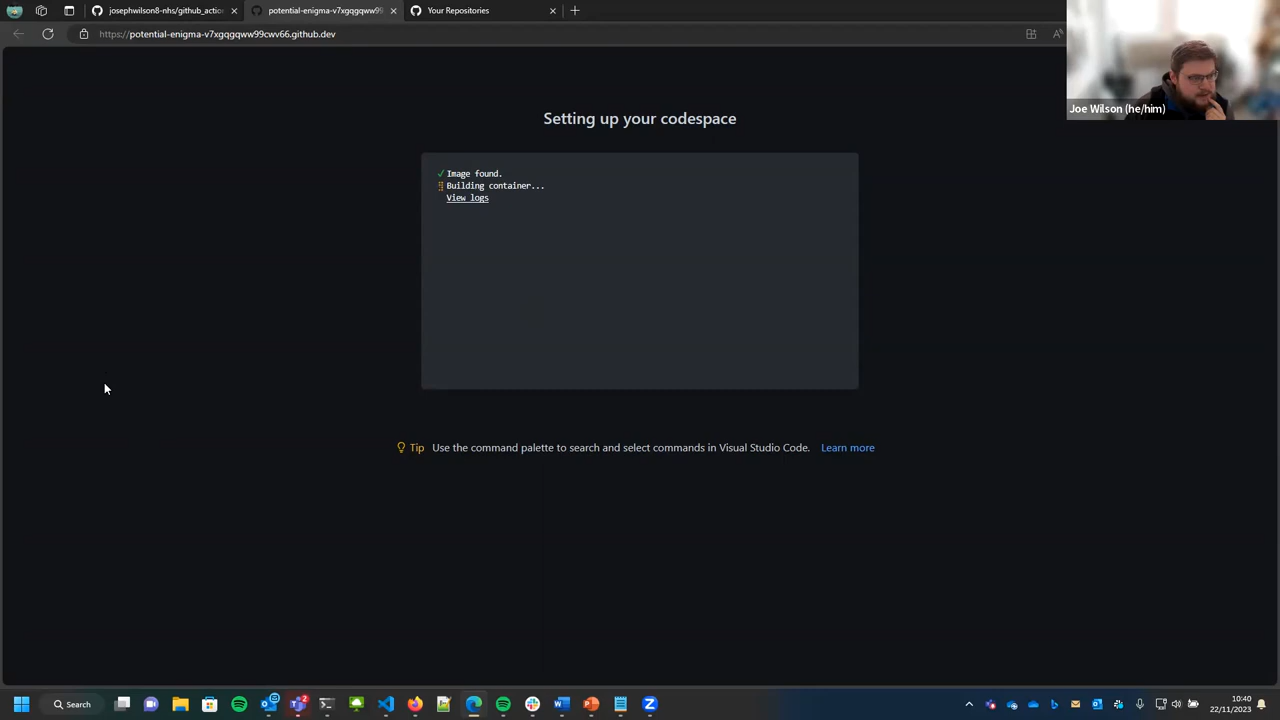 josephwilson8-nhs/github_action
potential-enigma-v7xgqgqww99
Your Repositories
https://potential-enigma-v7xgqgqww99cwv66.github.dev
Joe Wilson (he/him)
Setting up your codespace
✓ Image found.
Building container...
View logs
Tip Use the command palette to search and select commands in Visual Studio Code. Learn more
Search
2
10:40
22/11/2023